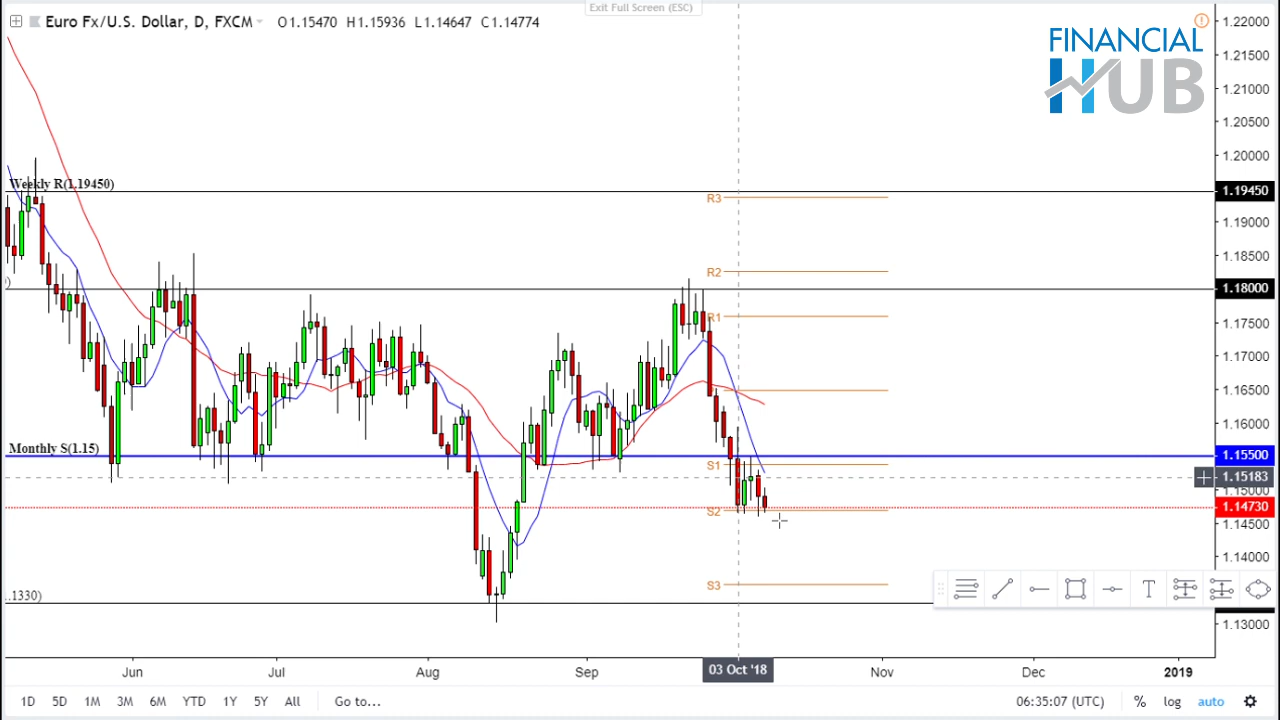 Exit Full Screen (ESC)
Euro Fx/U.S. Dollar, D, FXCM O1.15470 H1.15936 L1.14647 C1.14774
FINANCIAL
HUB
1.22000
1.21500
1.21000
1.20500
1.20000
Weekly R(1.19450)
R3
1.19450
1.19000
1.18500
R2
)
1.18000
R1
1.17500
1.17000
1.16500
1.16000
Monthly S(1.15)
1.15500
S1
1.15183
1.15000
S2
1.14730
1.14500
1.14000
S3
.1330)
T
1.13000
Jun Jul Aug Sep 03 Oct '18 Nov Dec 2019
1D 5D 1M 3M 6M YTD 1Y 5Y All Go to... 06:35:07 (UTC) % log auto